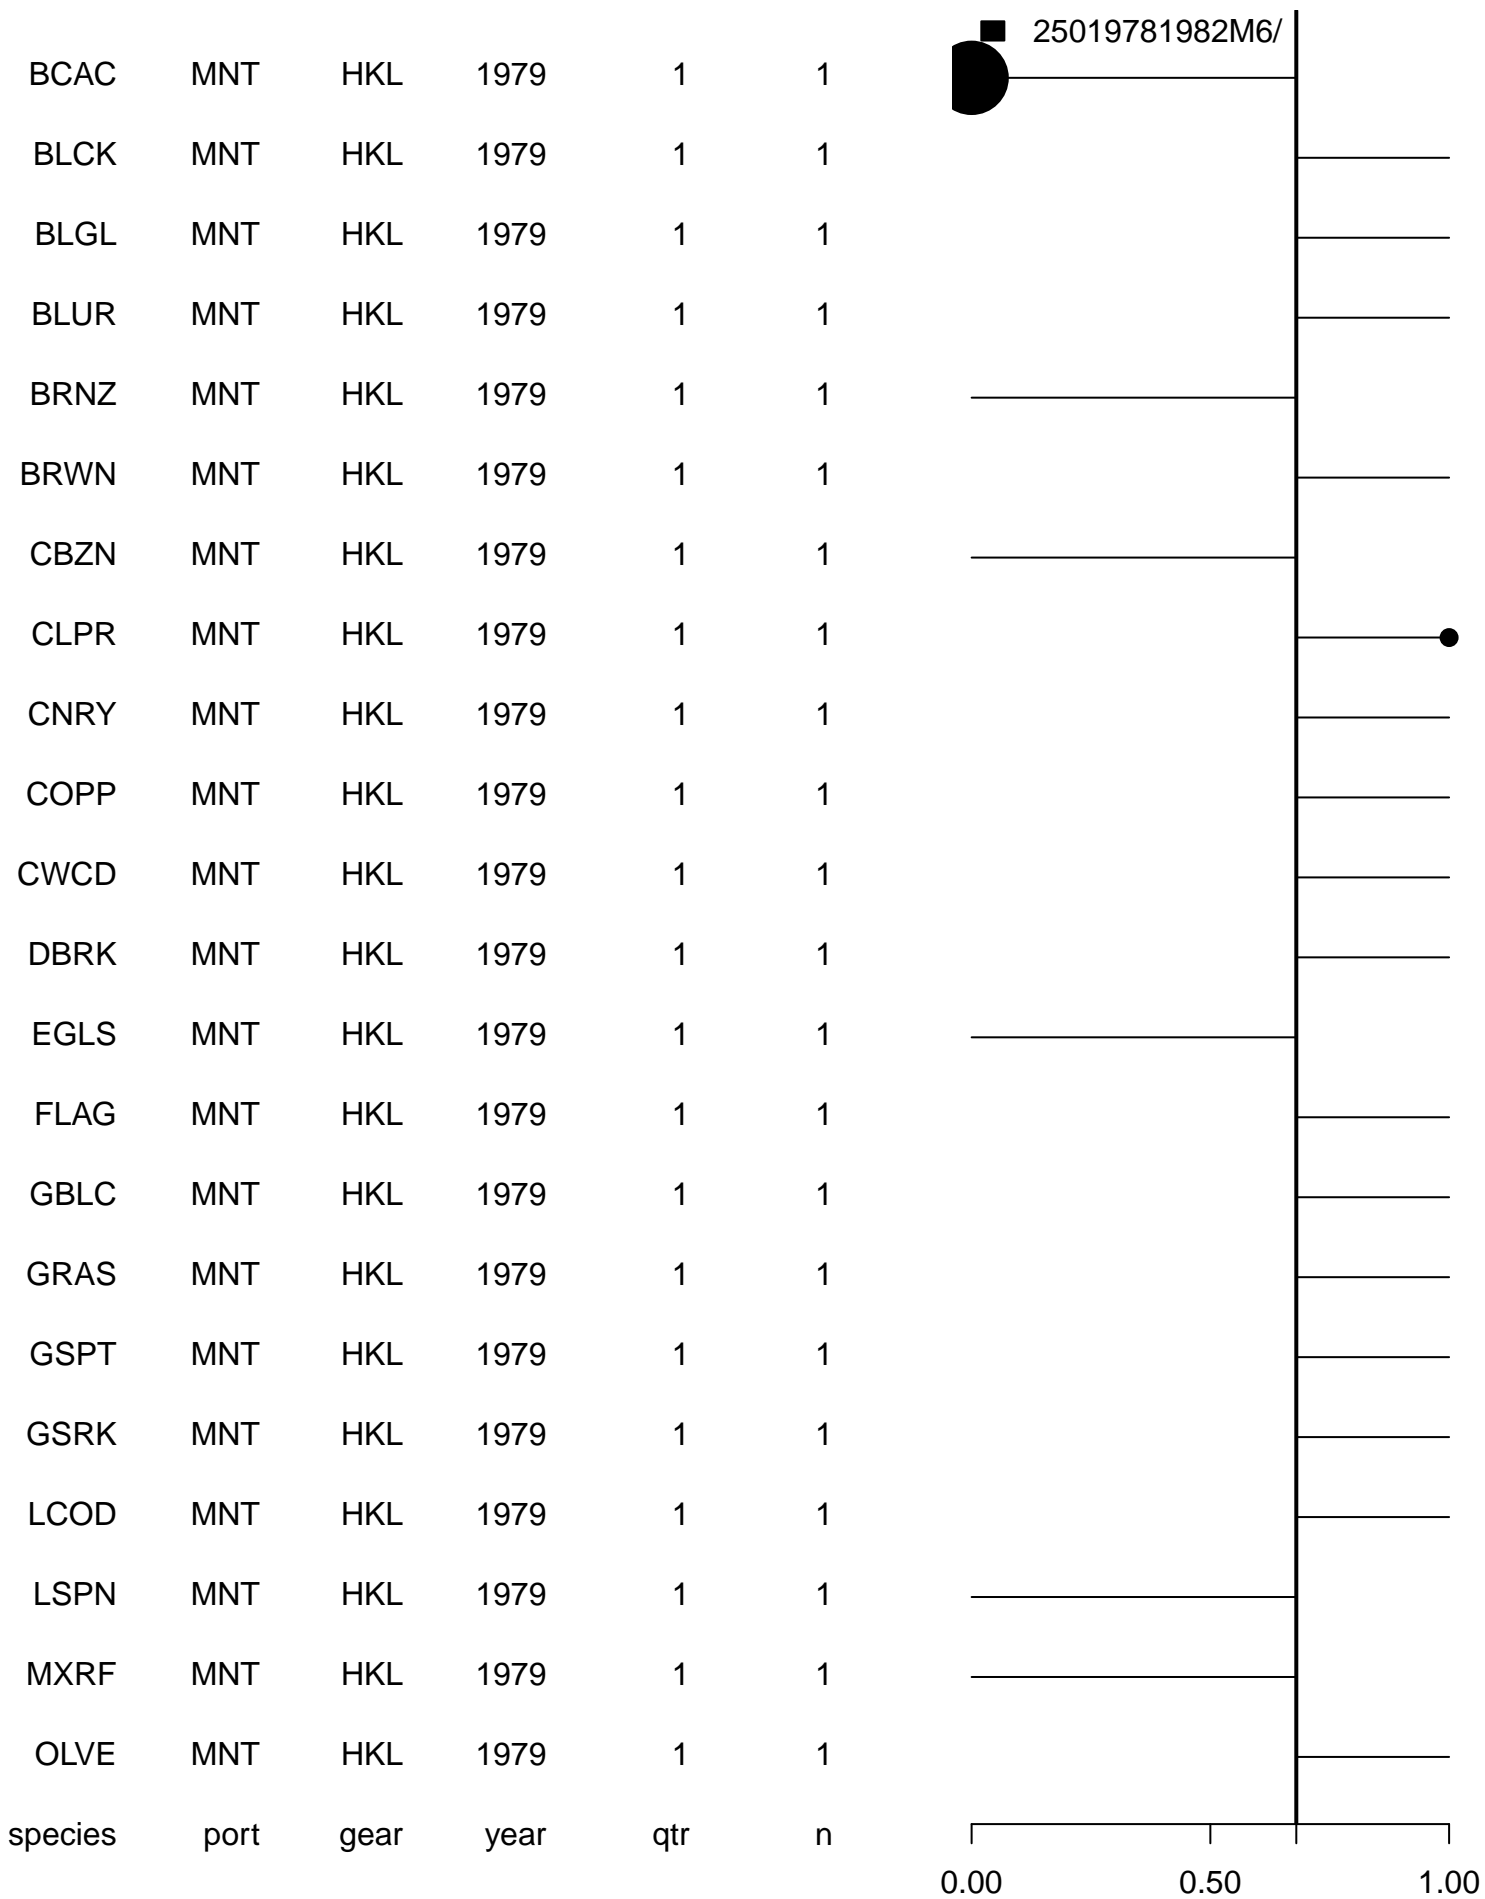 25019781982M6/
BCAC MNT HKL 1979 1 1
BLCK MNT HKL 1979 1 1
BLGL MNT HKL 1979 1 1
BLUR MNT HKL 1979 1 1
BRNZ MNT HKL 1979 1 1
BRWN MNT HKL 1979 1 1
CBZN MNT HKL 1979 1 1
CLPR MNT HKL 1979 1 1
CNRY MNT HKL 1979 1 1
COPP MNT HKL 1979 1 1
CWCD MNT HKL 1979 1 1
DBRK MNT HKL 1979 1 1
EGLS MNT HKL 1979 1 1
FLAG MNT HKL 1979 1 1
GBLC MNT HKL 1979 1 1
GRAS MNT HKL 1979 1 1
GSPT MNT HKL 1979 1 1
GSRK MNT HKL 1979 1 1
LCOD MNT HKL 1979 1 1
LSPN MNT HKL 1979 1 1
MXRF MNT HKL 1979 1 1
OLVE MNT HKL 1979 1 1
species port gear year qtr n
0.00 0.50 1.00